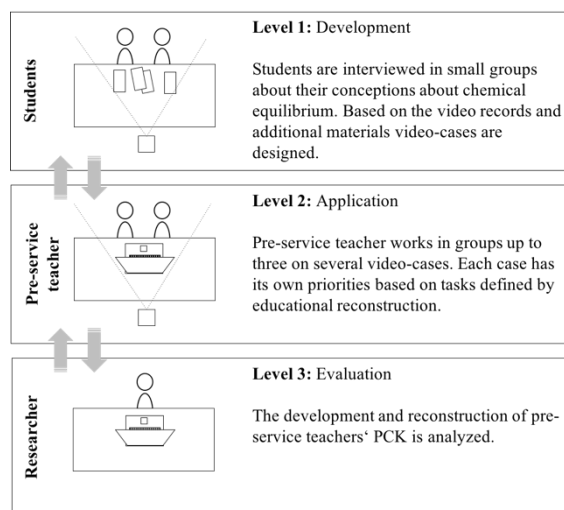 Students
Level 1: Development
Students are interviewed in small groups
about their conceptions about chemical
equilibrium. Based on the video records and
additional materials video-cases are
designed.
Pre-service
teacher
Level 2: Application
Pre-service teacher works in groups up to
three on several video-cases. Each case has
its own priorities based on tasks defined by
educational reconstruction.
Researcher
Level 3: Evaluation
The development and reconstruction of pre-
service teachers‘ PCK is analyzed.